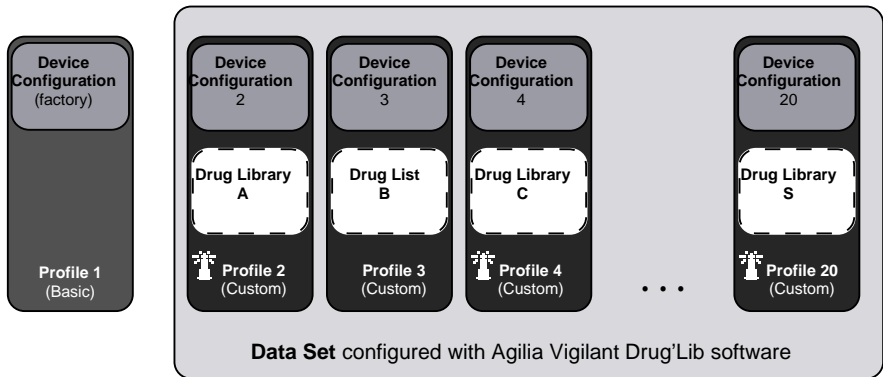 Device
Configuration
(factory)
Profile 1
(Basic)
Device
Configuration
2
Drug Library
A
Profile 2
(Custom)
Device
Configuration
3
Drug List
B
Profile 3
(Custom)
Device
Configuration
4
Drug Library
C
Profile 4
(Custom)
. . .
Device
Configuration
20
Drug Library
S
Profile 20
(Custom)
Data Set configured with Agilia Vigilant Drug'Lib software